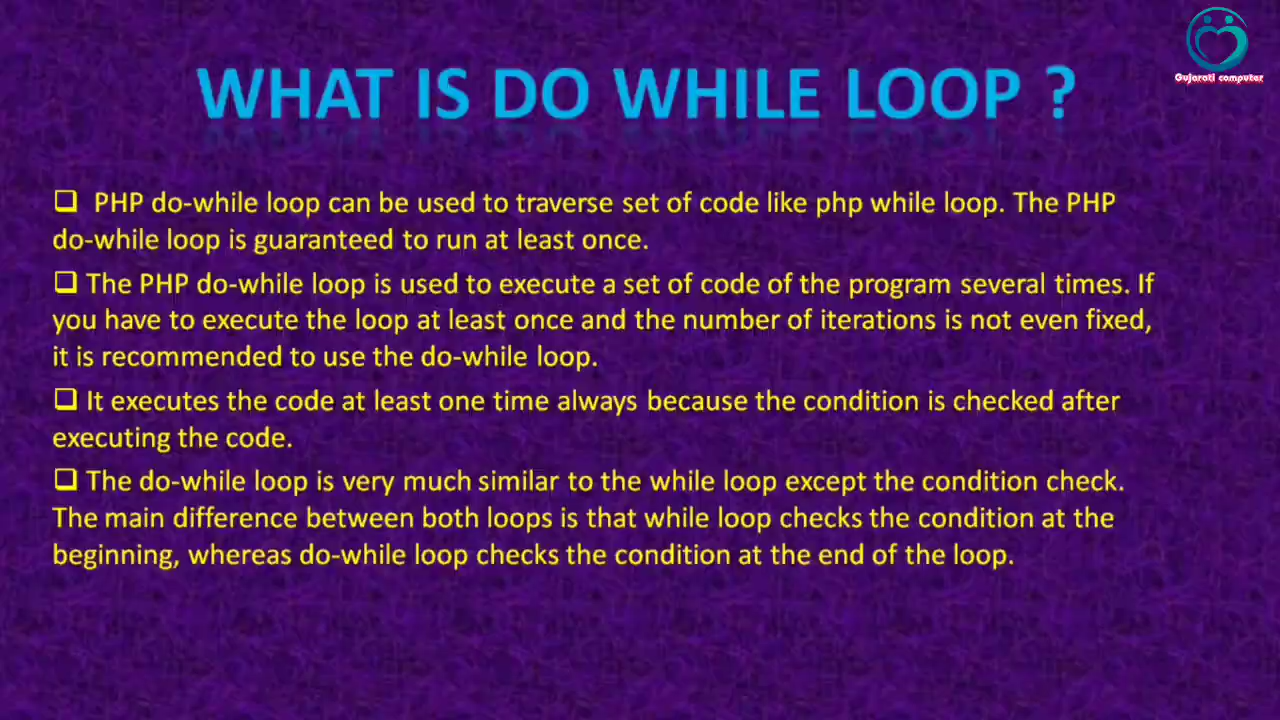 Gujarati computer
WHAT IS DO WHILE LOOP ?
❑ PHP do-while loop can be used to traverse set of code like php while loop. The PHP
do-while loop is guaranteed to run at least once.
❑ The PHP do-while loop is used to execute a set of code of the program several times. If
you have to execute the loop at least once and the number of iterations is not even fixed,
it is recommended to use the do-while loop.
❑ It executes the code at least one time always because the condition is checked after
executing the code.
❑ The do-while loop is very much similar to the while loop except the condition check.
The main difference between both loops is that while loop checks the condition at the
beginning, whereas do-while loop checks the condition at the end of the loop.